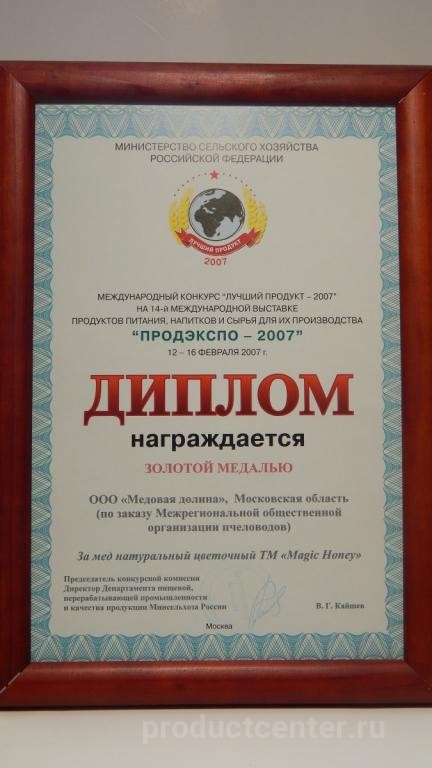 МИНИСТЕРСТВО СЕЛЬСКОГО ХОЗЯЙСТВА
РОССИЙСКОЙ ФЕДЕРАЦИИ
ЛУЧШИЙ ПРОДУКТ
2007
МЕЖДУНАРОДНЫЙ КОНКУРС "ЛУЧШИЙ ПРОДУКТ – 2007"
НА 14-й МЕЖДУНАРОДНОЙ ВЫСТАВКЕ
ПРОДУКТОВ ПИТАНИЯ, НАПИТКОВ И СЫРЬЯ ДЛЯ ИХ ПРОИЗВОДСТВА
"ПРОДЭКСПО – 2007"
12 – 16 ФЕВРАЛЯ 2007 г.
ДИПЛОМ
награждается
ЗОЛОТОЙ МЕДАЛЬЮ
ООО «Медовая долина», Московская область
(по заказу Межрегиональной общественной
организации пчеловодов)
За мед натуральный цветочный ТМ «Magic Honey»
Председатель конкурсной комиссии
Директор Департамента пищевой,
перерабатывающей промышленности
и качества продукции Минсельхоза России
В. Г. Кайшев
Москва
productcenter.ru